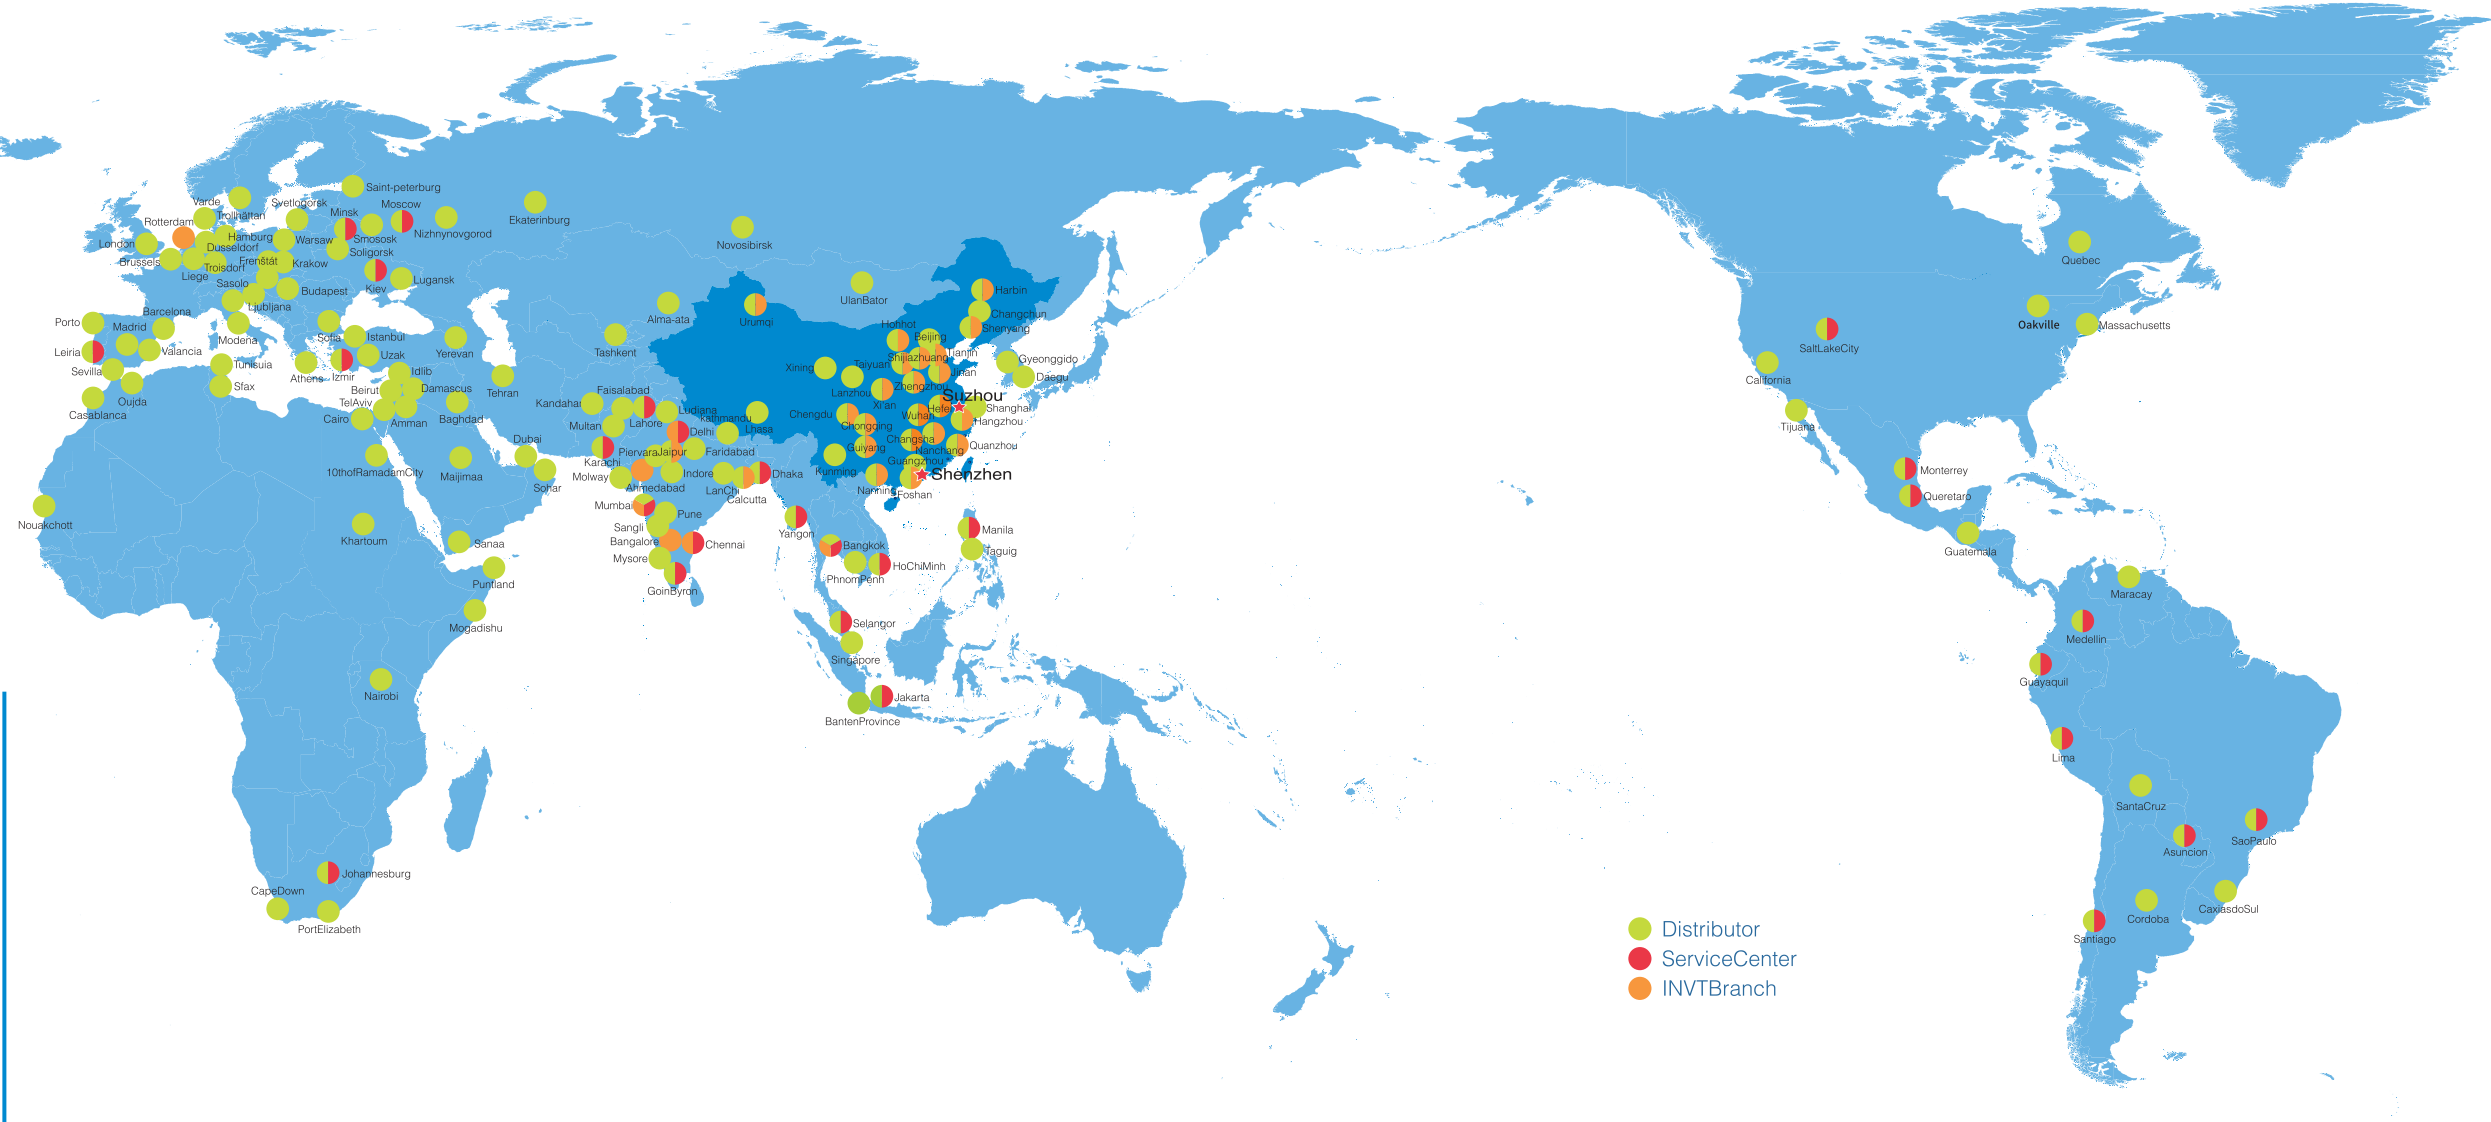 Saint-peterburg
Varde
Trollhattan
Svetlogorsk
Moscow
Minsk
Ekaterinburg
Rotterdam
Nizhnynovgorod
London
Hamburg
Warsaw
Smososk
Dusseldorf
Soligorsk
Novosibirsk
Brussels
Troisdorf
Frenštát
Krakow
Liege
Kiev
Lugansk
Sasolo
Budapest
Ljubljana
Barcelona
Porto
Madrid
Modena
Sofia
Istanbul
Leiria
Valancia
Uzak
Yerevan
Sevilla
Tunisuia
Athens
Izmir
Idlib
Oujda
Sfax
Beirut
Damascus
Tehran
Casablanca
TelAviv
Cairo
Amman
Baghdad
10thofRamadamCity
Maijimaa
Dubai
Sohar
Nouakchott
Khartoum
Sanaa
Puntland
Mogadishu
Nairobi
Johannesburg
CapeDown
PortElizabeth
Alma-ata
Tashkent
Urumqi
UlanBator
Harbin
Changchun
Hohhot
Shenyang
Beijing
Shijiazhuang
Tianjin
Xining
Taiyuan
Jinan
Gyeonggido
Daegu
Lanzhou
Zhengzhou
Xi'an
Suzhou
Shanghai
Chengdu
Wuhan
Hefei
Hangzhou
Chongqing
Lhasa
Changsha
Nanchang
Quanzhou
Guiyang
Kunming
Guangzhou
Shenzhen
Nanning
Foshan
Faisalabad
Kandahar
Ludiana
Multan
Lahore
kathmandu
Delhi
Karachi
Piervara
Jaipur
Faridabad
Molway
Ahmedabad
Indore
LanChi
Calcutta
Dhaka
Mumbai
Pune
Sangli
Bangalore
Chennai
Mysore
GoinByron
Yangon
Bangkok
PhnomPenh
HoChiMinh
Manila
Taguig
Selangor
Singapore
Jakarta
BantenProvince
Quebec
Oakville
Massachusetts
SaltLakeCity
California
Tijuana
Monterrey
Queretaro
Guatemala
Maracay
Medellin
Guayaquil
Lima
SantaCruz
SaoPaulo
Asuncion
CaxiasdoSul
Cordoba
Santiago
Distributor
ServiceCenter
INVTBranch